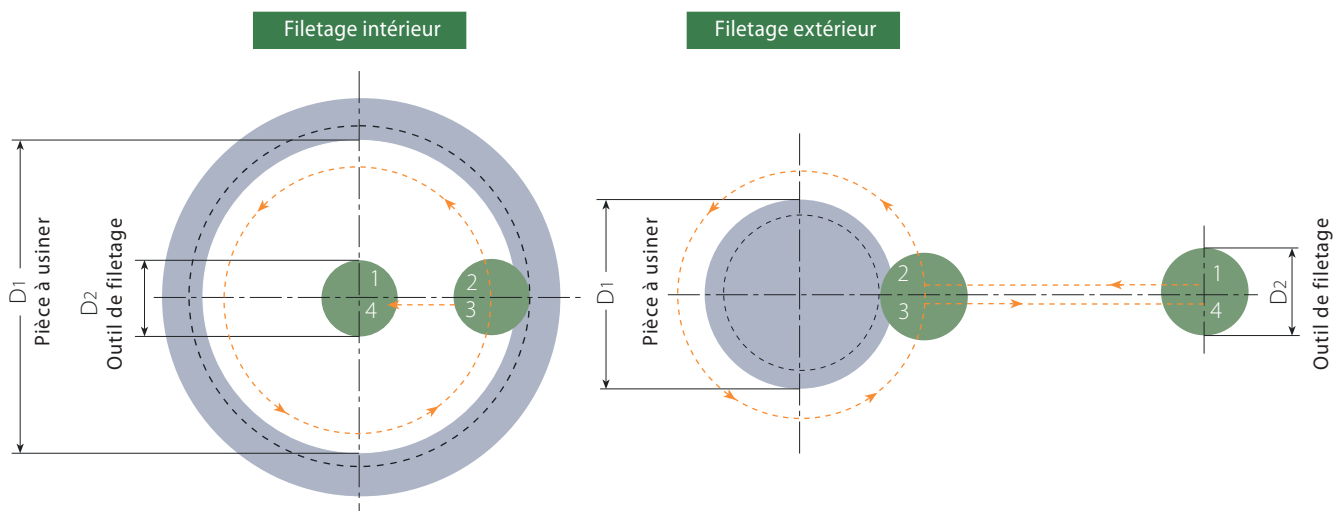 Filetage intérieur
D1
Pièce à usiner
D2
Outil de filetage
1
4
2
3
Filetage extérieur
D1
Pièce à usiner
2
3
1
4
D2
Outil de filetage